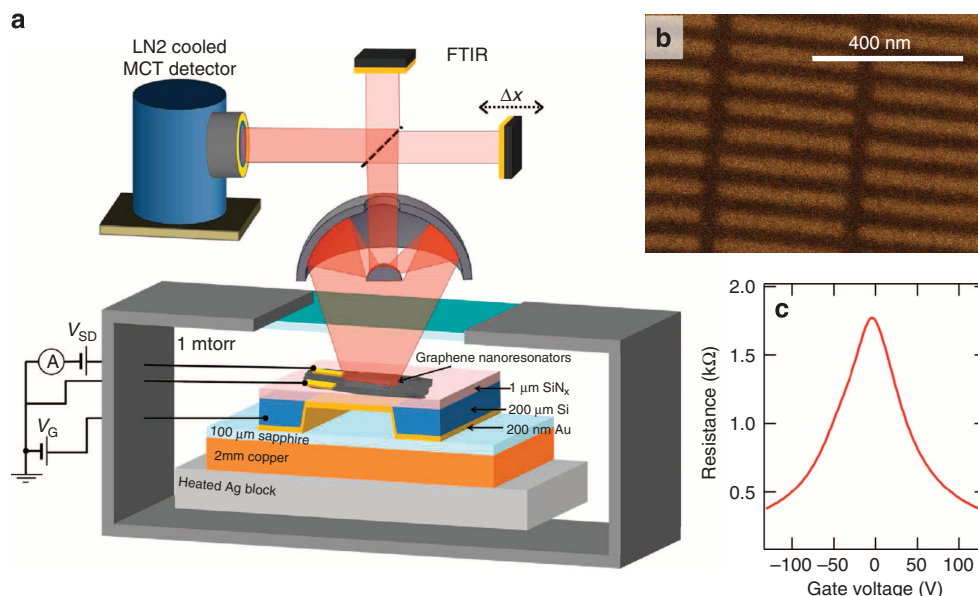 a
LN2 cooled
MCT detector
FTIR
Δx
V_SD
A
1 mtorr
Graphene nanoresonators
1 μm SiN_x
200 μm Si
200 nm Au
V_G
100 μm sapphire
2mm copper
Heated Ag block
b
400 nm
c
2.0
1.5
1.0
0.5
Resistance (kΩ)
−100
−50
0
50
100
Gate voltage (V)